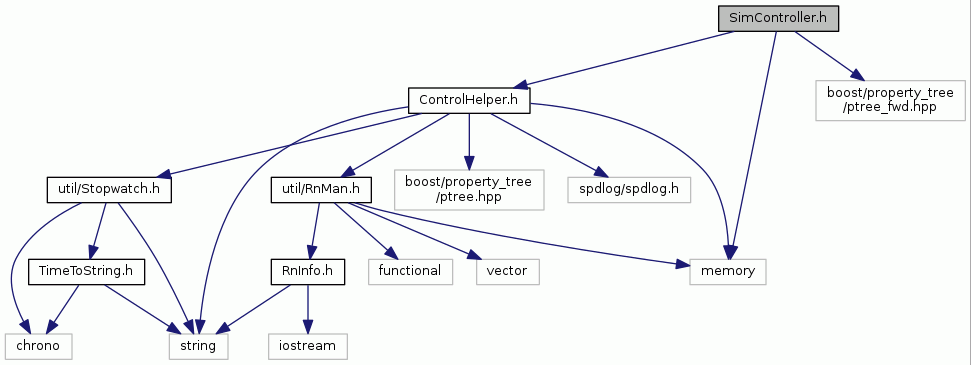 SimController.h
ControlHelper.h
boost/property_tree
/ptree_fwd.hpp
util/Stopwatch.h
util/RnMan.h
boost/property_tree
/ptree.hpp
spdlog/spdlog.h
TimeToString.h
RnInfo.h
functional
vector
memory
chrono
string
iostream